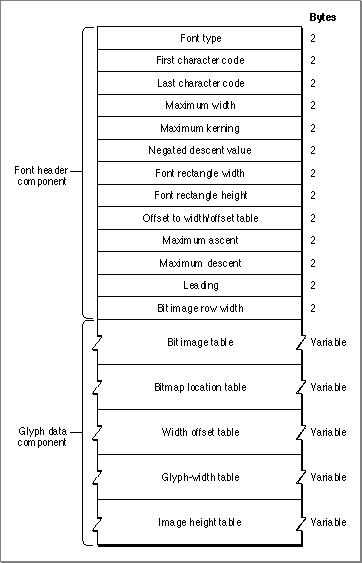 Bytes
Font type 2
First character code 2
Last character code 2
Maximum width 2
Maximum kerning 2
Negated descent value 2
Font rectangle width 2
Font rectangle height 2
Offset to width/offset table 2
Maximum ascent 2
Maximum descent 2
Leading 2
Bit image row width 2
Font header
component
Bit image table Variable
Bitmap location table Variable
Width offset table Variable
Glyph-width table Variable
Image height table Variable
Glyph data
component